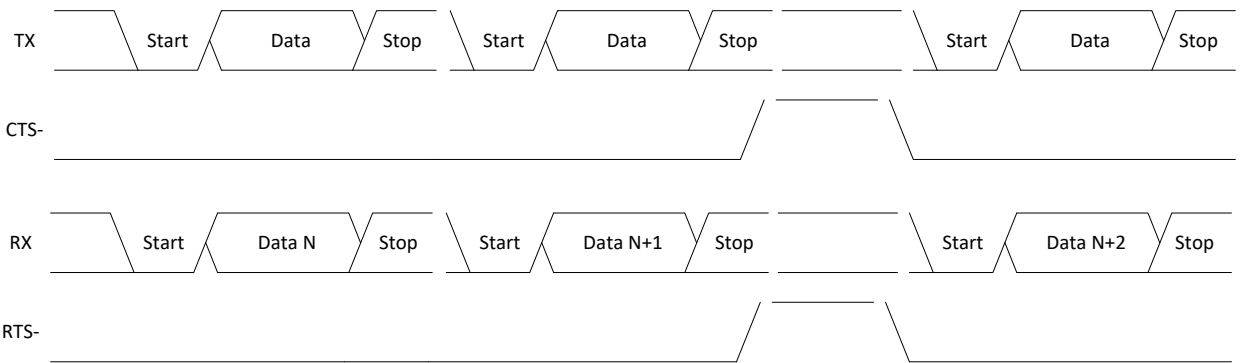 TX Start Data Stop Start Data Stop Start Data Stop
CTS-
RX Start Data N Stop Start Data N+1 Stop Start Data N+2 Stop
RTS-